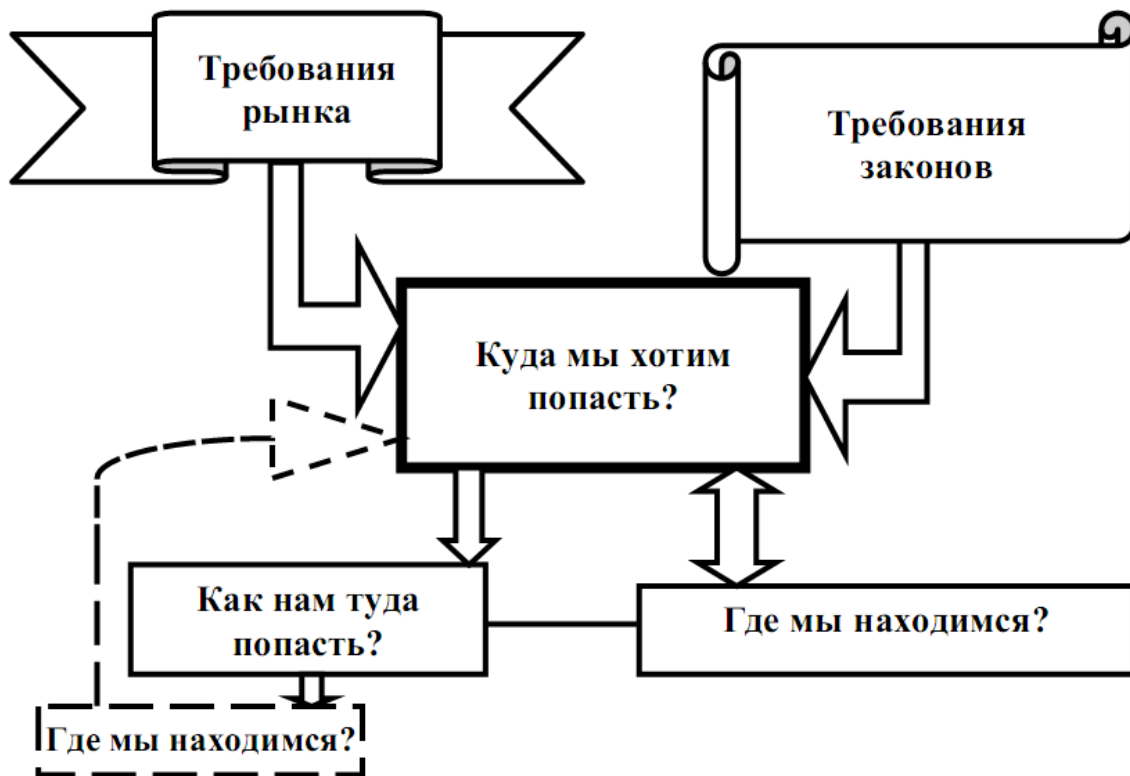 Требования
рынка
Требования
законов
Куда мы хотим
попасть?
Как нам туда
попасть?
Где мы находимся?
Где мы находимся?